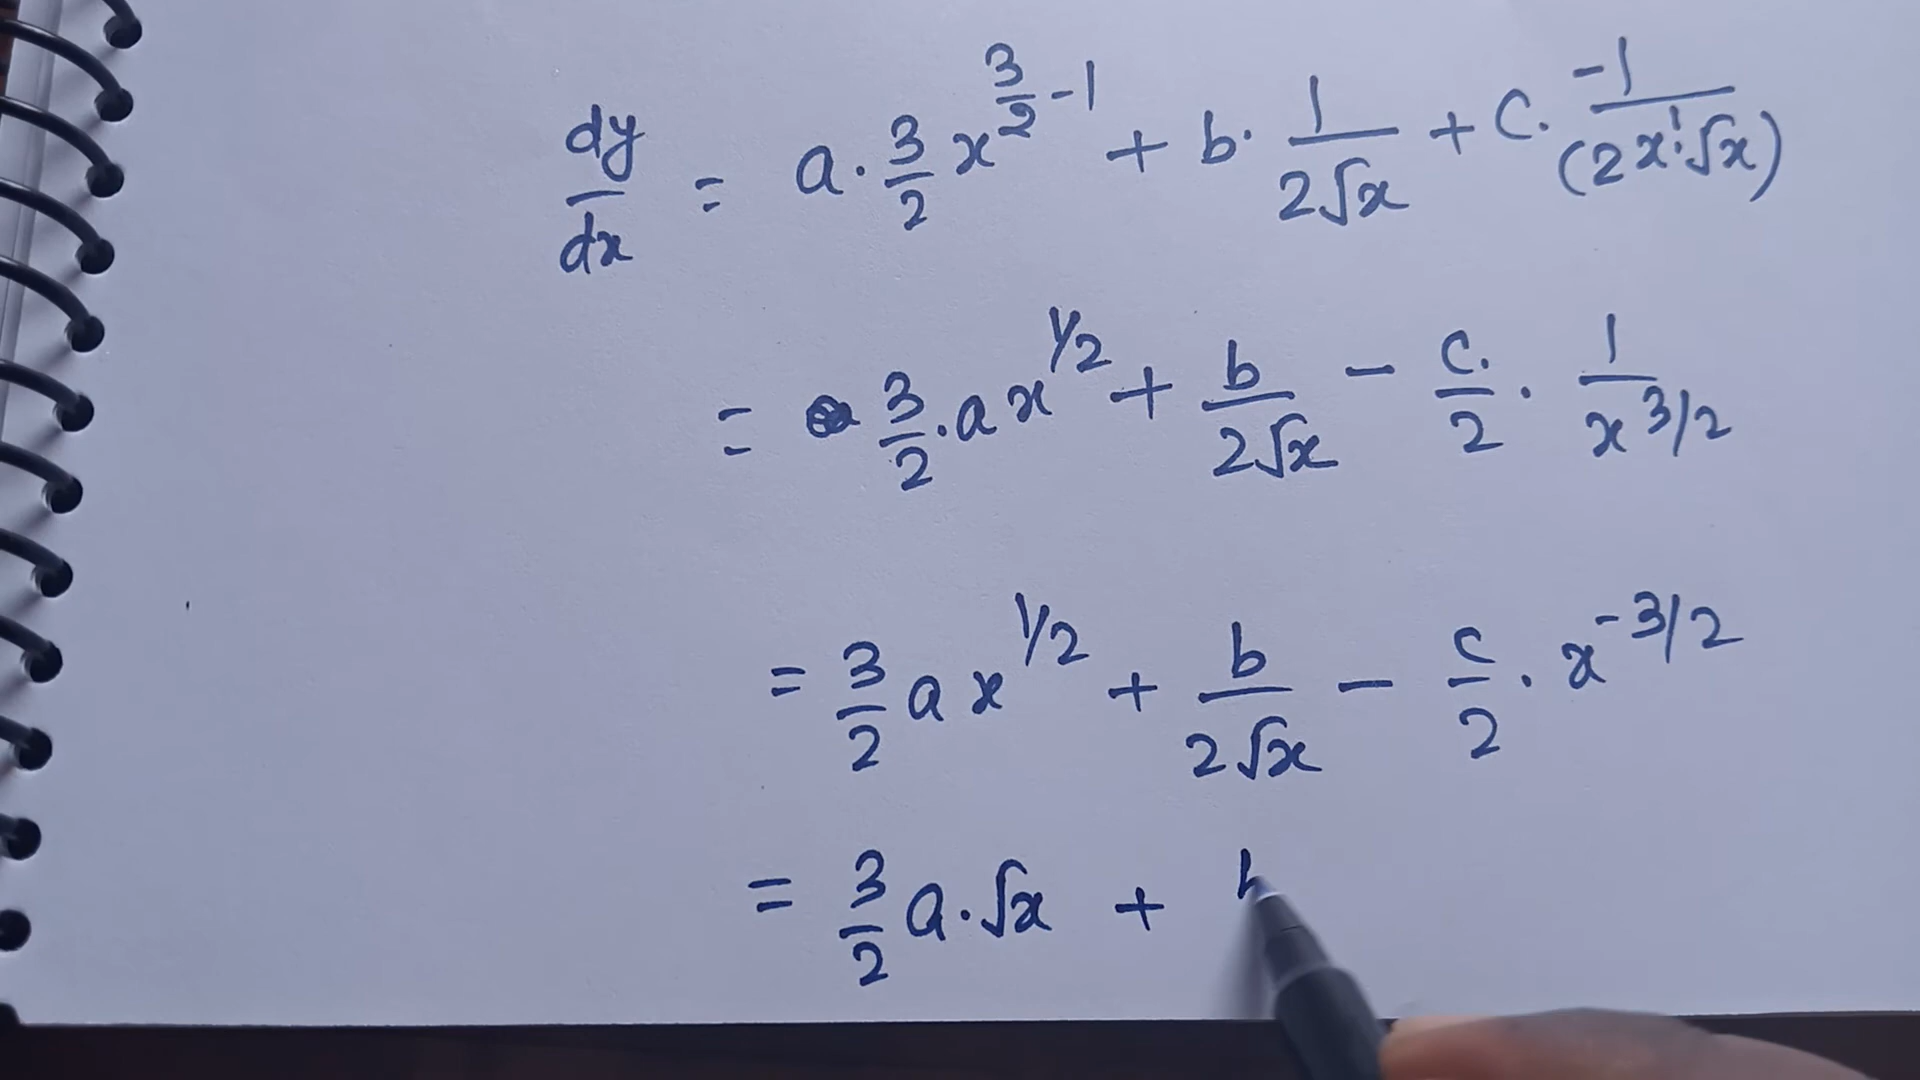 dy/dx = a · 3/2 x^(3/2 - 1) + b · 1/(2√x) + c · -1/(2x¹·√x)
= 3/2 · a x^(1/2) + b/(2√x) - c/2 · 1/x^(3/2)
= 3/2 a x^(1/2) + b/(2√x) - c/2 · x^(-3/2)
= 3/2 a · √x + b